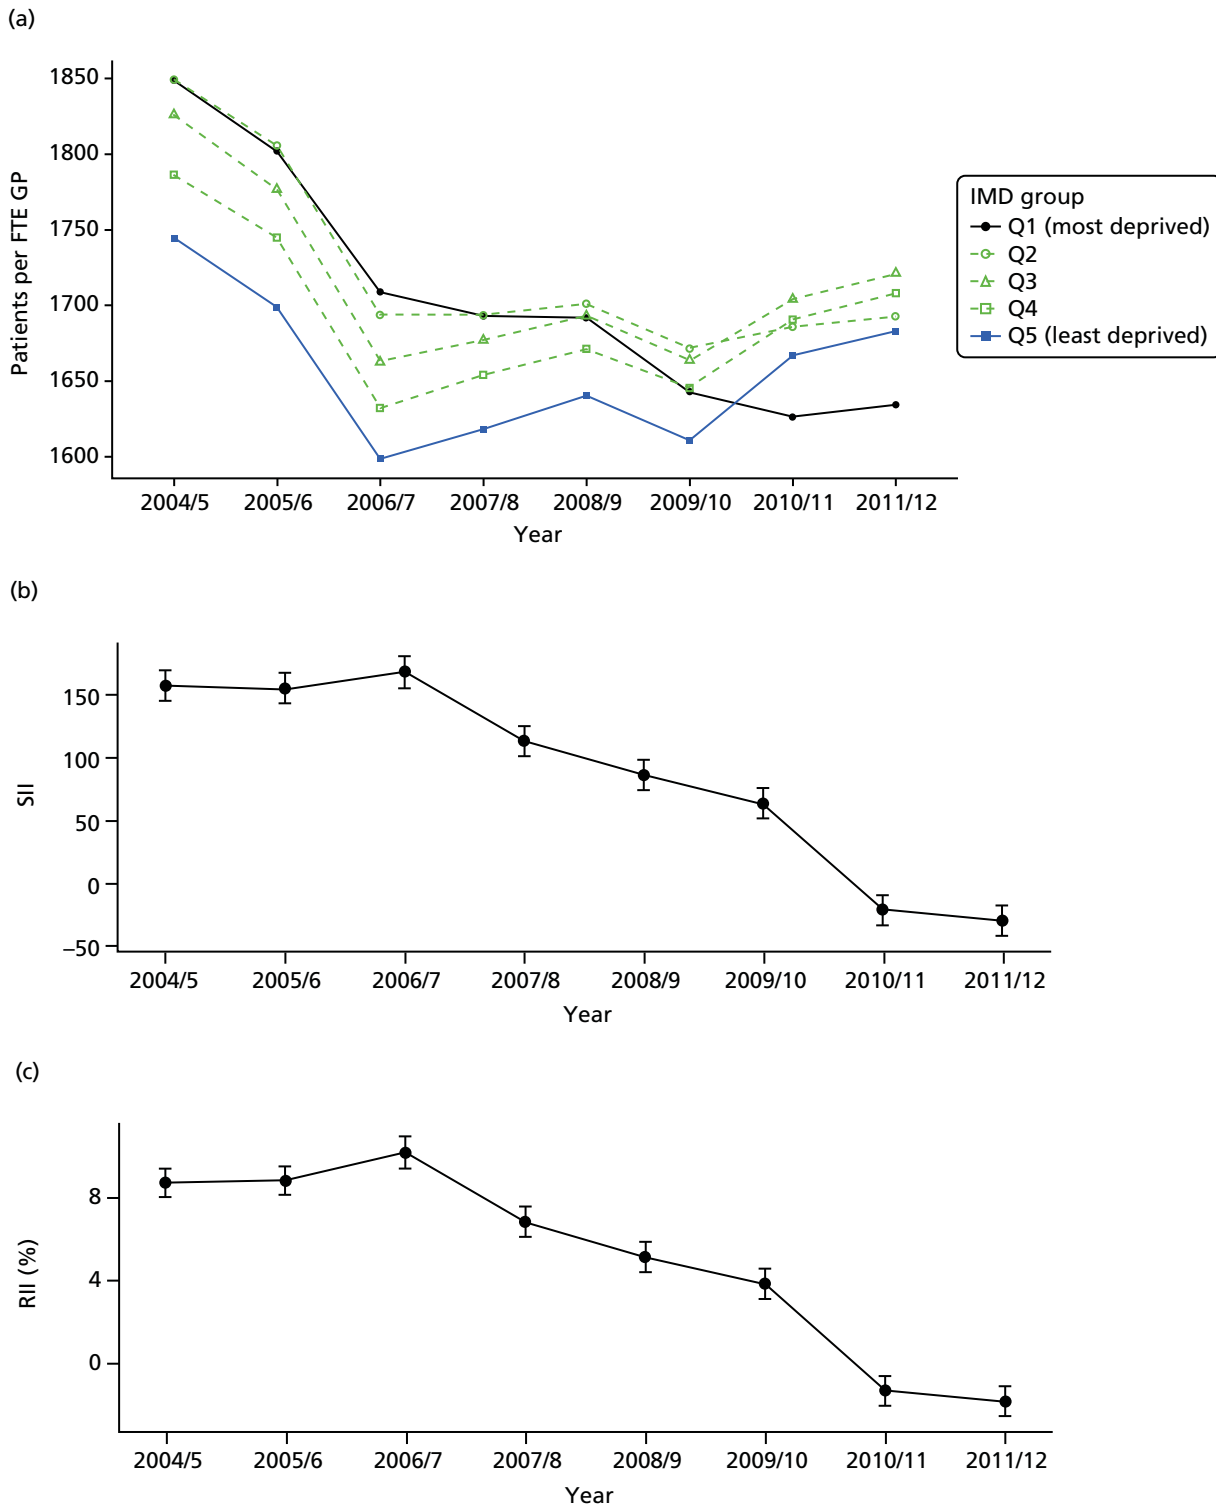 (a)
1850
1800
1750
1700
1650
1600
Patients per FTE GP
2004/5 2005/6 2006/7 2007/8 2008/9 2009/10 2010/11 2011/12
Year
IMD group
Q1 (most deprived)
Q2
Q3
Q4
Q5 (least deprived)
(b)
150
100
50
0
−50
SII
2004/5 2005/6 2006/7 2007/8 2008/9 2009/10 2010/11 2011/12
Year
(c)
8
4
0
RII (%)
2004/5 2005/6 2006/7 2007/8 2008/9 2009/10 2010/11 2011/12
Year